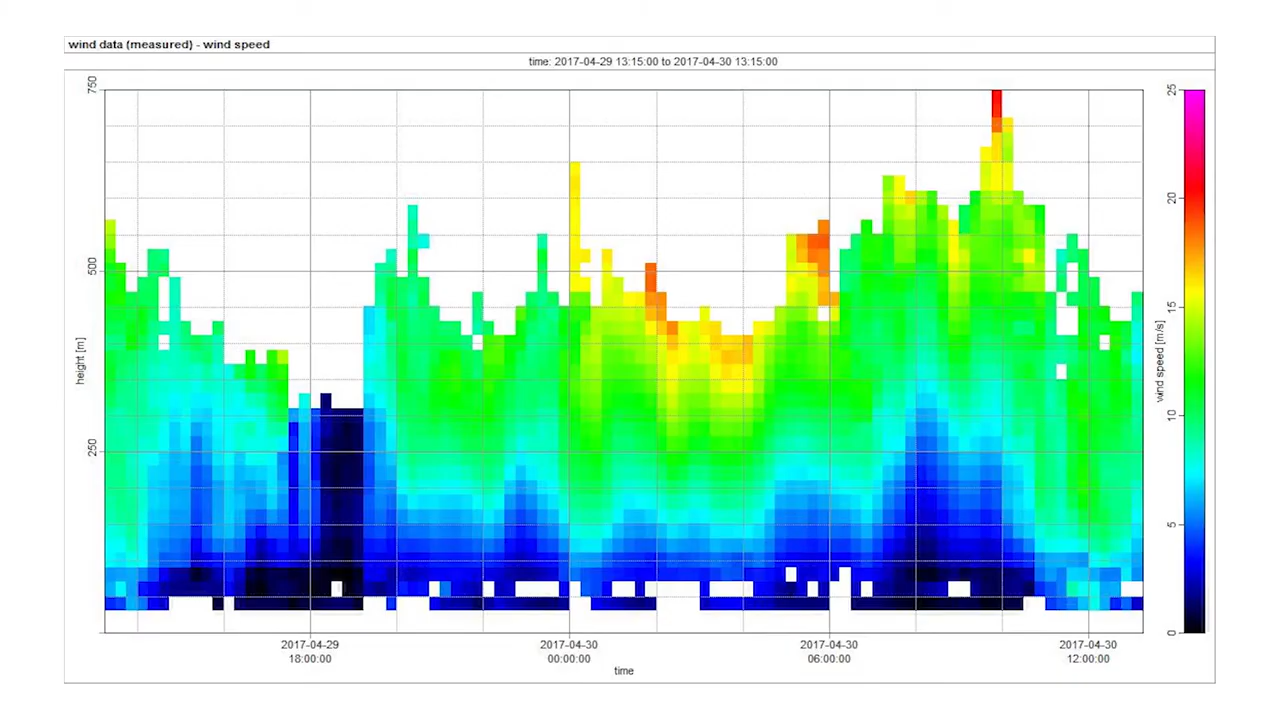 wind data (measured) - wind speed
time: 2017-04-29 13:15:00 to 2017-04-30 13:15:00
750
500
250
height [m]
25
20
15
10
5
0
wind speed [m/s]
2017-04-29 2017-04-30 2017-04-30 2017-04-30
18:00:00 00:00:00 06:00:00 12:00:00
time